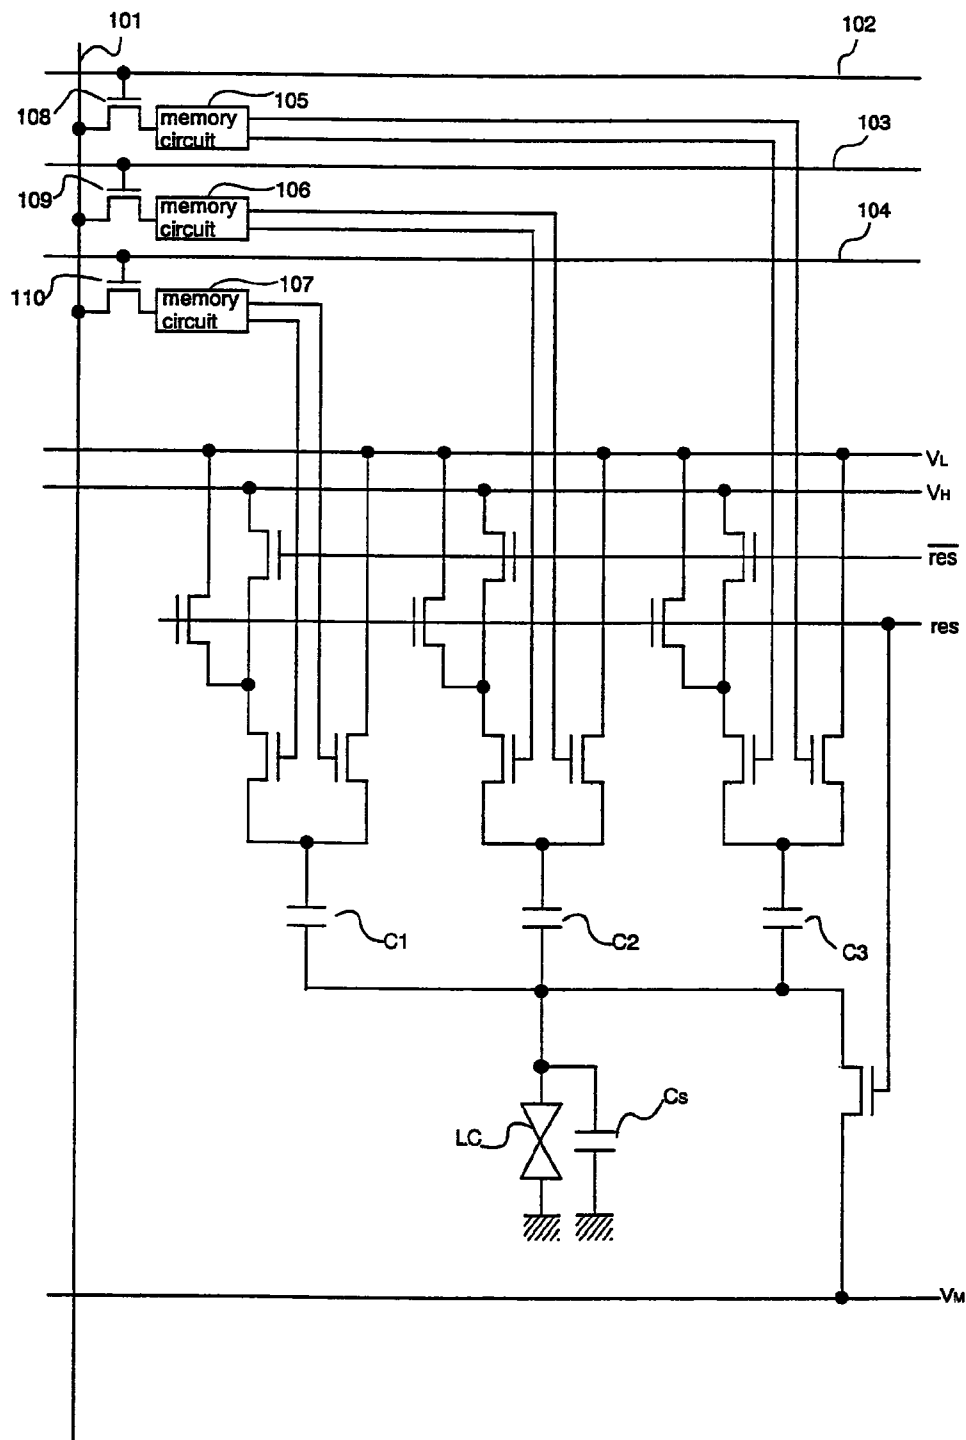 101
102
108
memory
circuit
105
103
109
memory
circuit
106
104
110
memory
circuit
107
VL
VH
res
res
C1
C2
C3
LC
Cs
VM